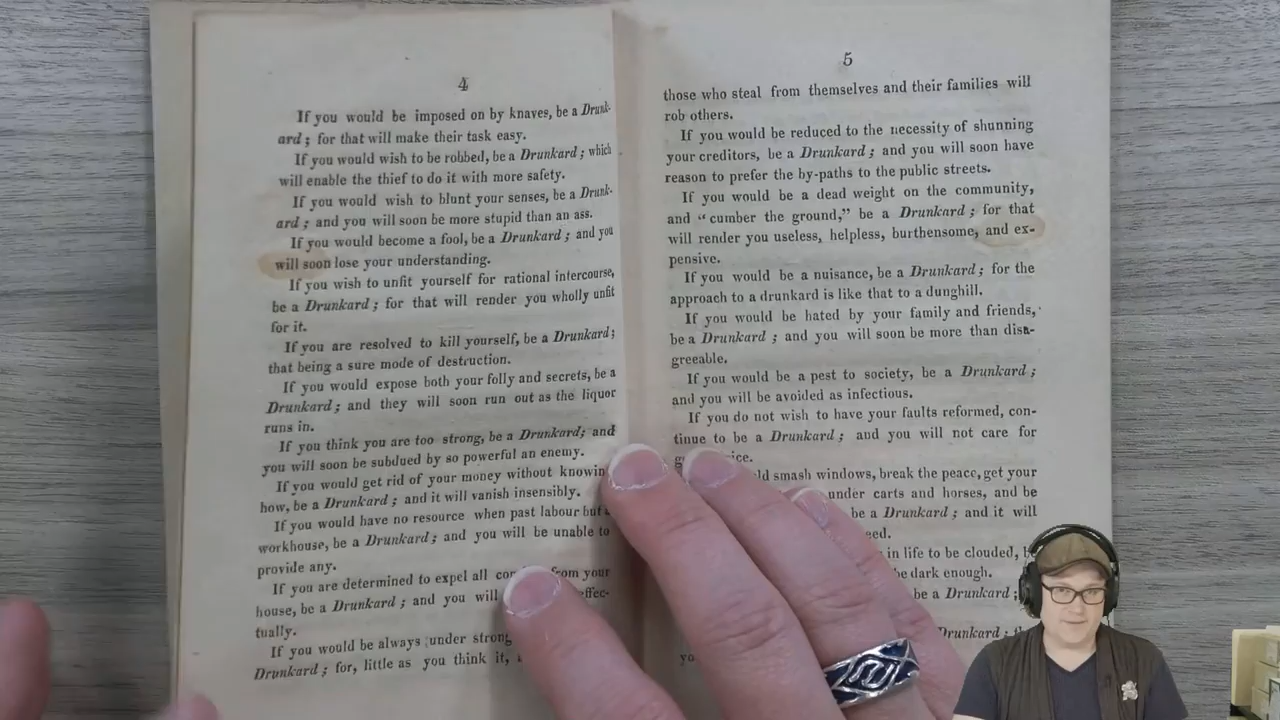 4
If you would be imposed on by knaves, be a Drunk-
ard; for that will make their task easy.
If you would wish to be robbed, be a Drunkard; which
will enable the thief to do it with more safety.
If you would wish to blunt your senses, be a Drunk-
ard; and you will soon be more stupid than an ass.
If you would become a fool, be a Drunkard; and you
will soon lose your understanding.
If you wish to unfit yourself for rational intercourse,
be a Drunkard; for that will render you wholly unfit
for it.
If you are resolved to kill yourself, be a Drunkard;
that being a sure mode of destruction.
If you would expose both your folly and secrets, be a
Drunkard; and they will soon run out as the liquor
runs in.
If you think you are too strong, be a Drunkard; and
you will soon be subdued by so powerful an enemy.
If you would get rid of your money without knowin
how, be a Drunkard; and it will vanish insensibly.
If you would have no resource when past labour but
workhouse, be a Drunkard; and you will be unable to
provide any.
If you are determined to expel all from your
house, be a Drunkard; and you will effec-
tually.
If you would be always under strong
Drunkard; for, little as you think it,
5
those who steal from themselves and their families will
rob others.
If you would be reduced to the necessity of shunning
your creditors, be a Drunkard; and you will soon have
reason to prefer the by-paths to the public streets.
If you would be a dead weight on the community,
and "cumber the ground," be a Drunkard; for that
will render you useless, helpless, burthensome, and ex-
pensive.
If you would be a nuisance, be a Drunkard; for the
approach to a drunkard is like that to a dunghill.
If you would be hated by your family and friends,
be a Drunkard; and you will soon be more than disa-
greeable.
If you would be a pest to society, be a Drunkard;
and you will be avoided as infectious.
If you do not wish to have your faults reformed, con-
tinue to be a Drunkard; and you will not care for
smash windows, break the peace, get your
under carts and horses, and be
be a Drunkard; and it will
in life to be clouded,
be dark enough.
be a Drunkard;
Drunkard;